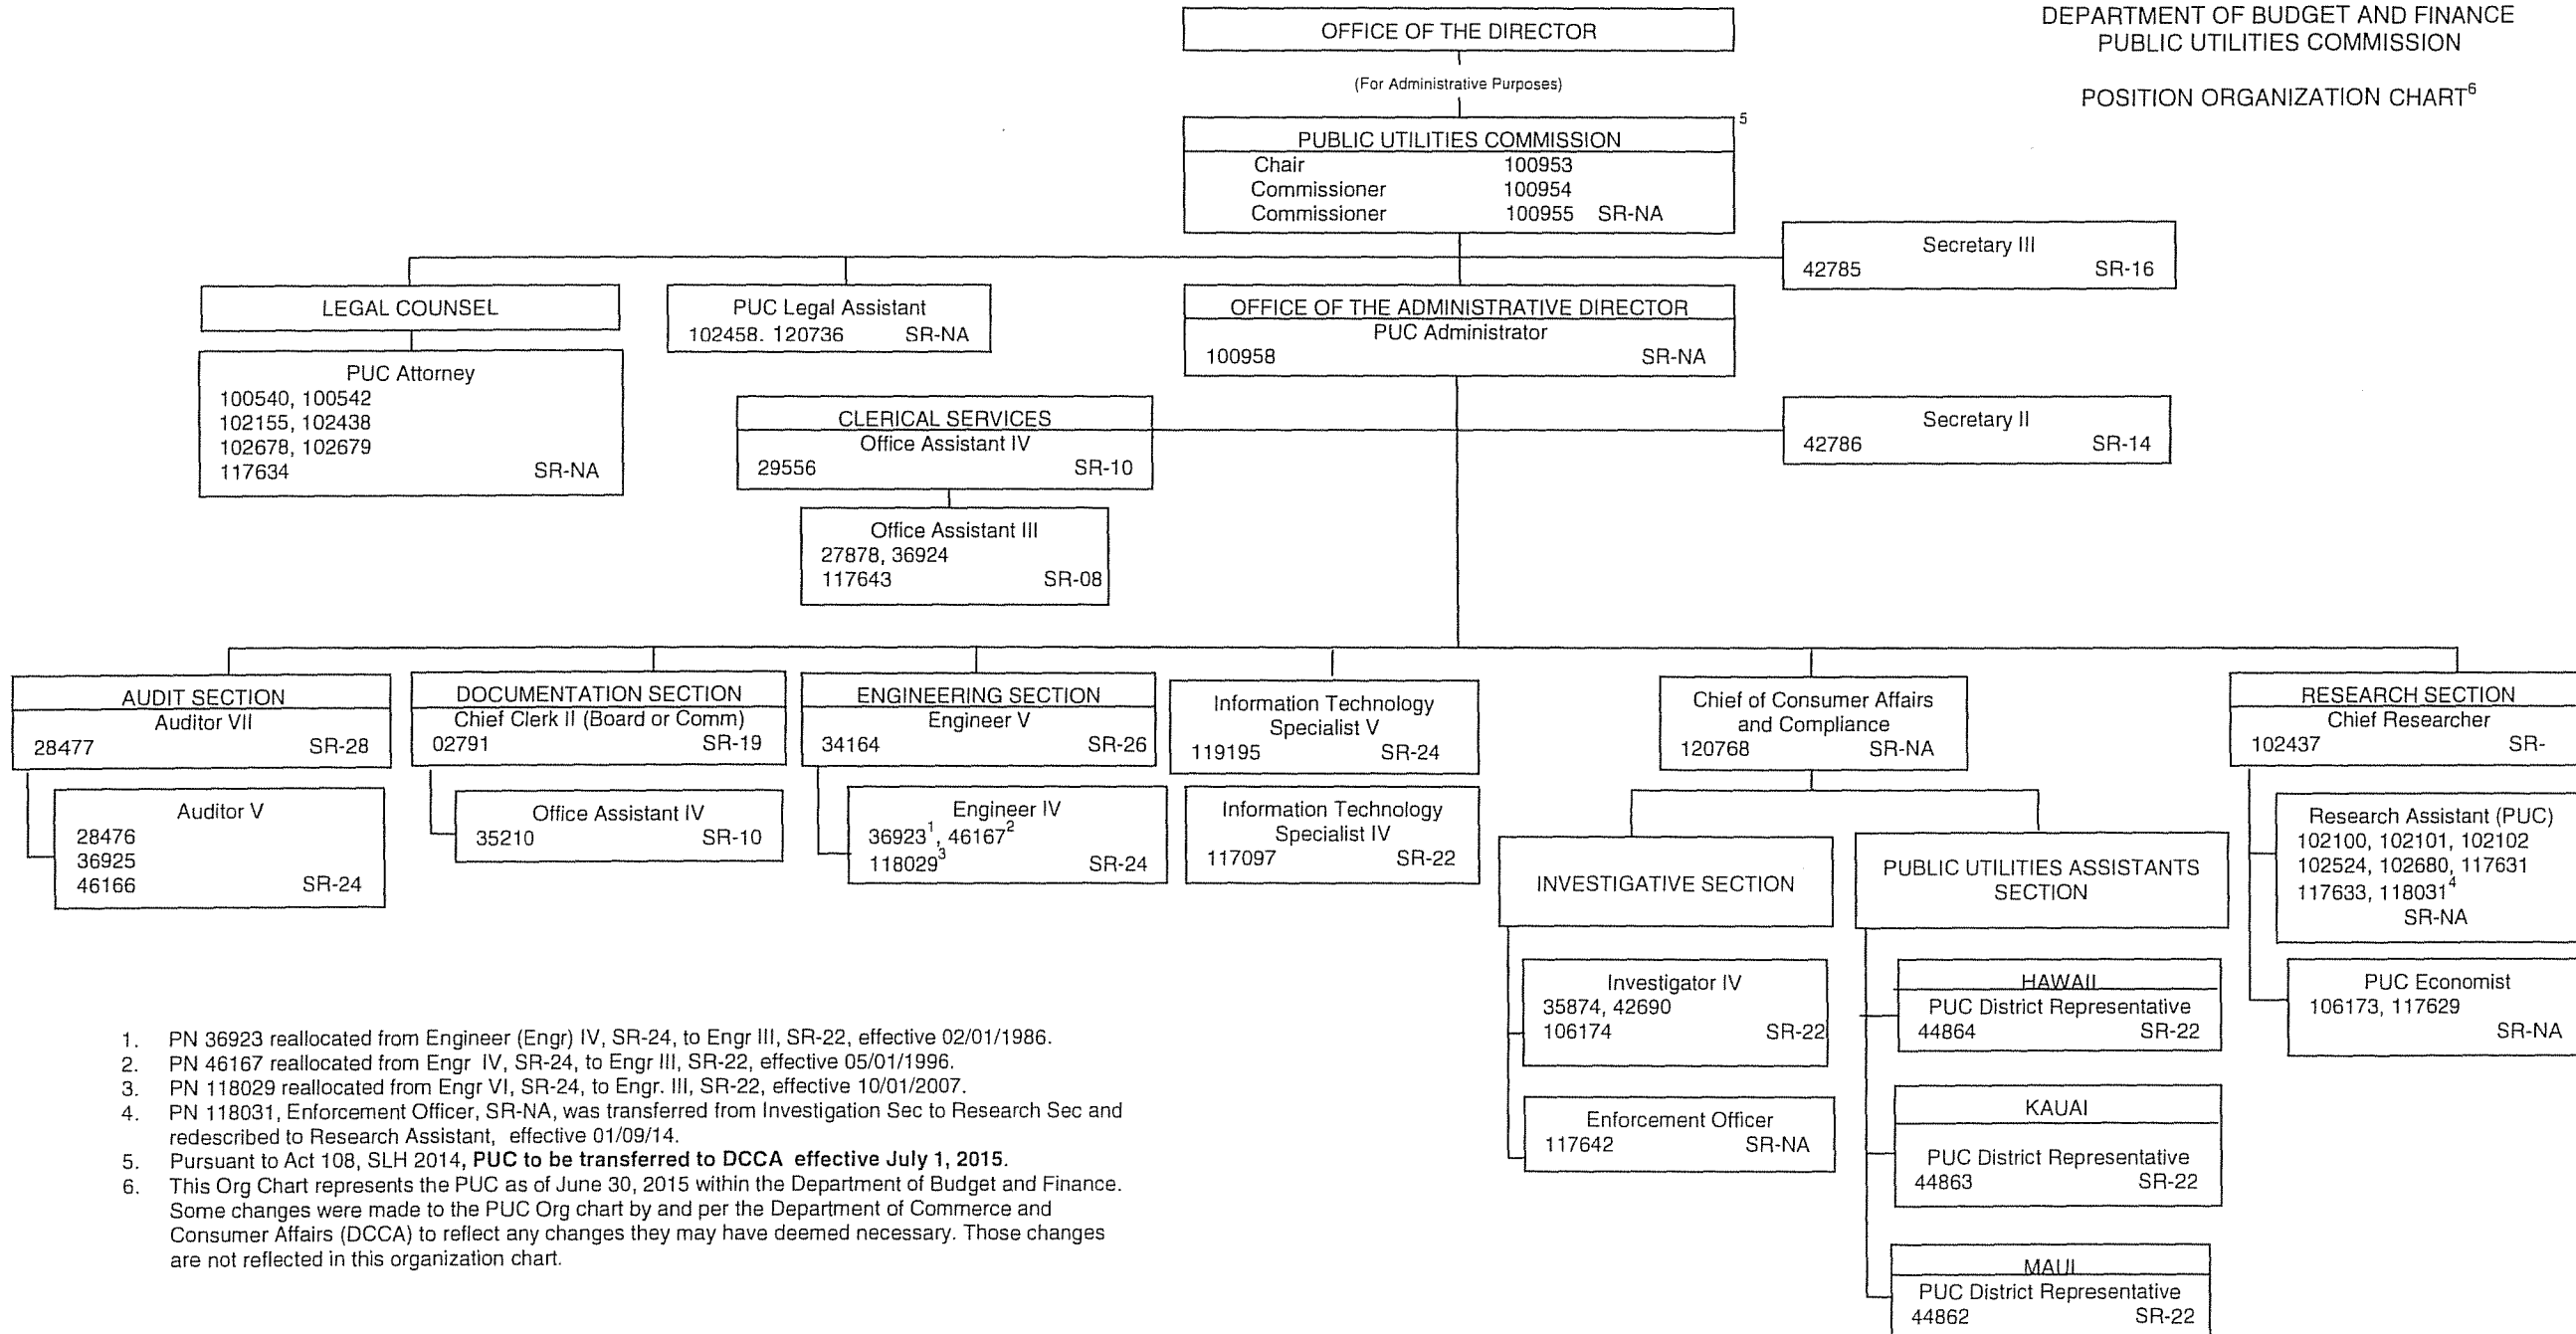 DEPARTMENT OF BUDGET AND FINANCE
PUBLIC UTILITIES COMMISSION
POSITION ORGANIZATION CHART⁶
OFFICE OF THE DIRECTOR
(For Administrative Purposes)
5
PUBLIC UTILITIES COMMISSION
Chair 100953
Commissioner 100954
Commissioner 100955 SR-NA
Secretary III
42785 SR-16
LEGAL COUNSEL
PUC Legal Assistant
102458. 120736 SR-NA
OFFICE OF THE ADMINISTRATIVE DIRECTOR
PUC Administrator
100958 SR-NA
PUC Attorney
100540, 100542
102155, 102438
102678, 102679
117634 SR-NA
CLERICAL SERVICES
Office Assistant IV
29556 SR-10
Secretary II
42786 SR-14
Office Assistant III
27878, 36924
117643 SR-08
AUDIT SECTION
Auditor VII
28477 SR-28
Auditor V
28476
36925
46166 SR-24
DOCUMENTATION SECTION
Chief Clerk II (Board or Comm)
02791 SR-19
Office Assistant IV
35210 SR-10
ENGINEERING SECTION
Engineer V
34164 SR-26
Engineer IV
36923¹, 46167²
118029³ SR-24
Information Technology
Specialist V
119195 SR-24
Information Technology
Specialist IV
117097 SR-22
Chief of Consumer Affairs
and Compliance
120768 SR-NA
INVESTIGATIVE SECTION
Investigator IV
35874, 42690
106174 SR-22
Enforcement Officer
117642 SR-NA
PUBLIC UTILITIES ASSISTANTS
SECTION
HAWAII
PUC District Representative
44864 SR-22
KAUAI
PUC District Representative
44863 SR-22
MAUI
PUC District Representative
44862 SR-22
RESEARCH SECTION
Chief Researcher
102437 SR-
Research Assistant (PUC)
102100, 102101, 102102
102524, 102680, 117631
117633, 118031⁴
SR-NA
PUC Economist
106173, 117629
SR-NA
1. PN 36923 reallocated from Engineer (Engr) IV, SR-24, to Engr III, SR-22, effective 02/01/1986.
2. PN 46167 reallocated from Engr IV, SR-24, to Engr III, SR-22, effective 05/01/1996.
3. PN 118029 reallocated from Engr VI, SR-24, to Engr. III, SR-22, effective 10/01/2007.
4. PN 118031, Enforcement Officer, SR-NA, was transferred from Investigation Sec to Research Sec and
redescribed to Research Assistant, effective 01/09/14.
5. Pursuant to Act 108, SLH 2014, PUC to be transferred to DCCA effective July 1, 2015.
6. This Org Chart represents the PUC as of June 30, 2015 within the Department of Budget and Finance.
Some changes were made to the PUC Org chart by and per the Department of Commerce and
Consumer Affairs (DCCA) to reflect any changes they may have deemed necessary. Those changes
are not reflected in this organization chart.